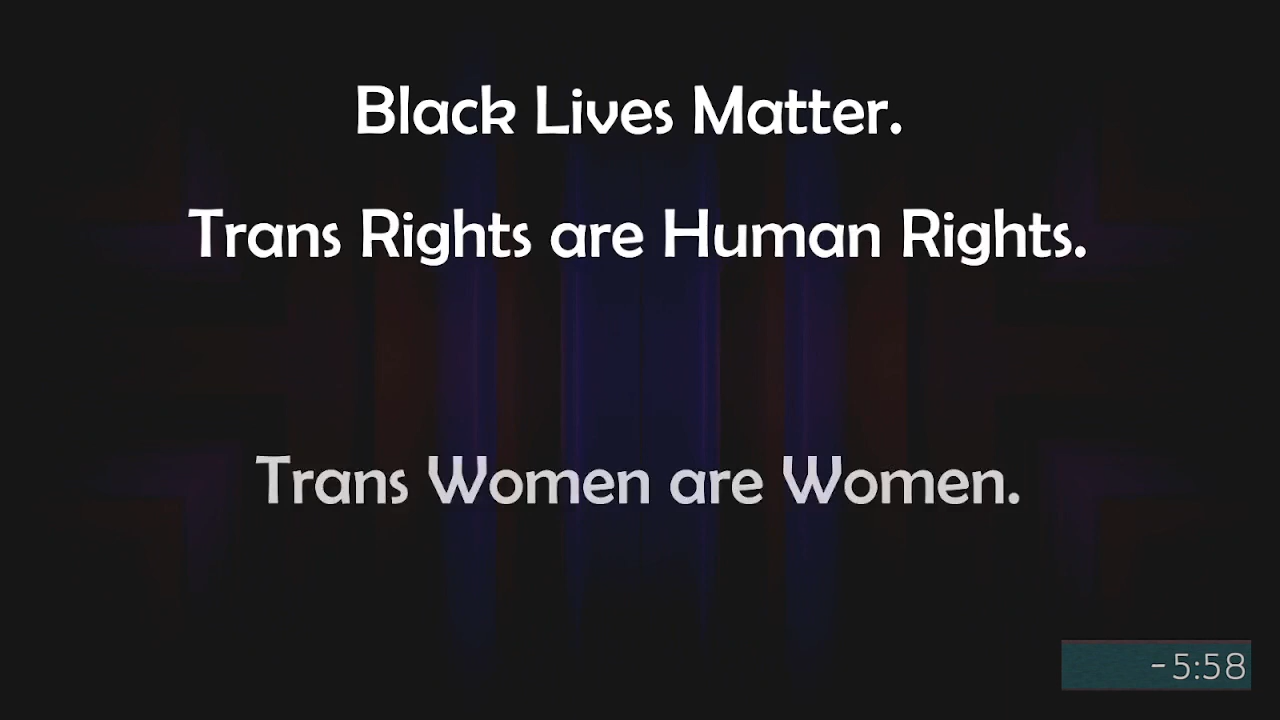 Black Lives Matter.
Trans Rights are Human Rights.
Trans Women are Women.
-5:58